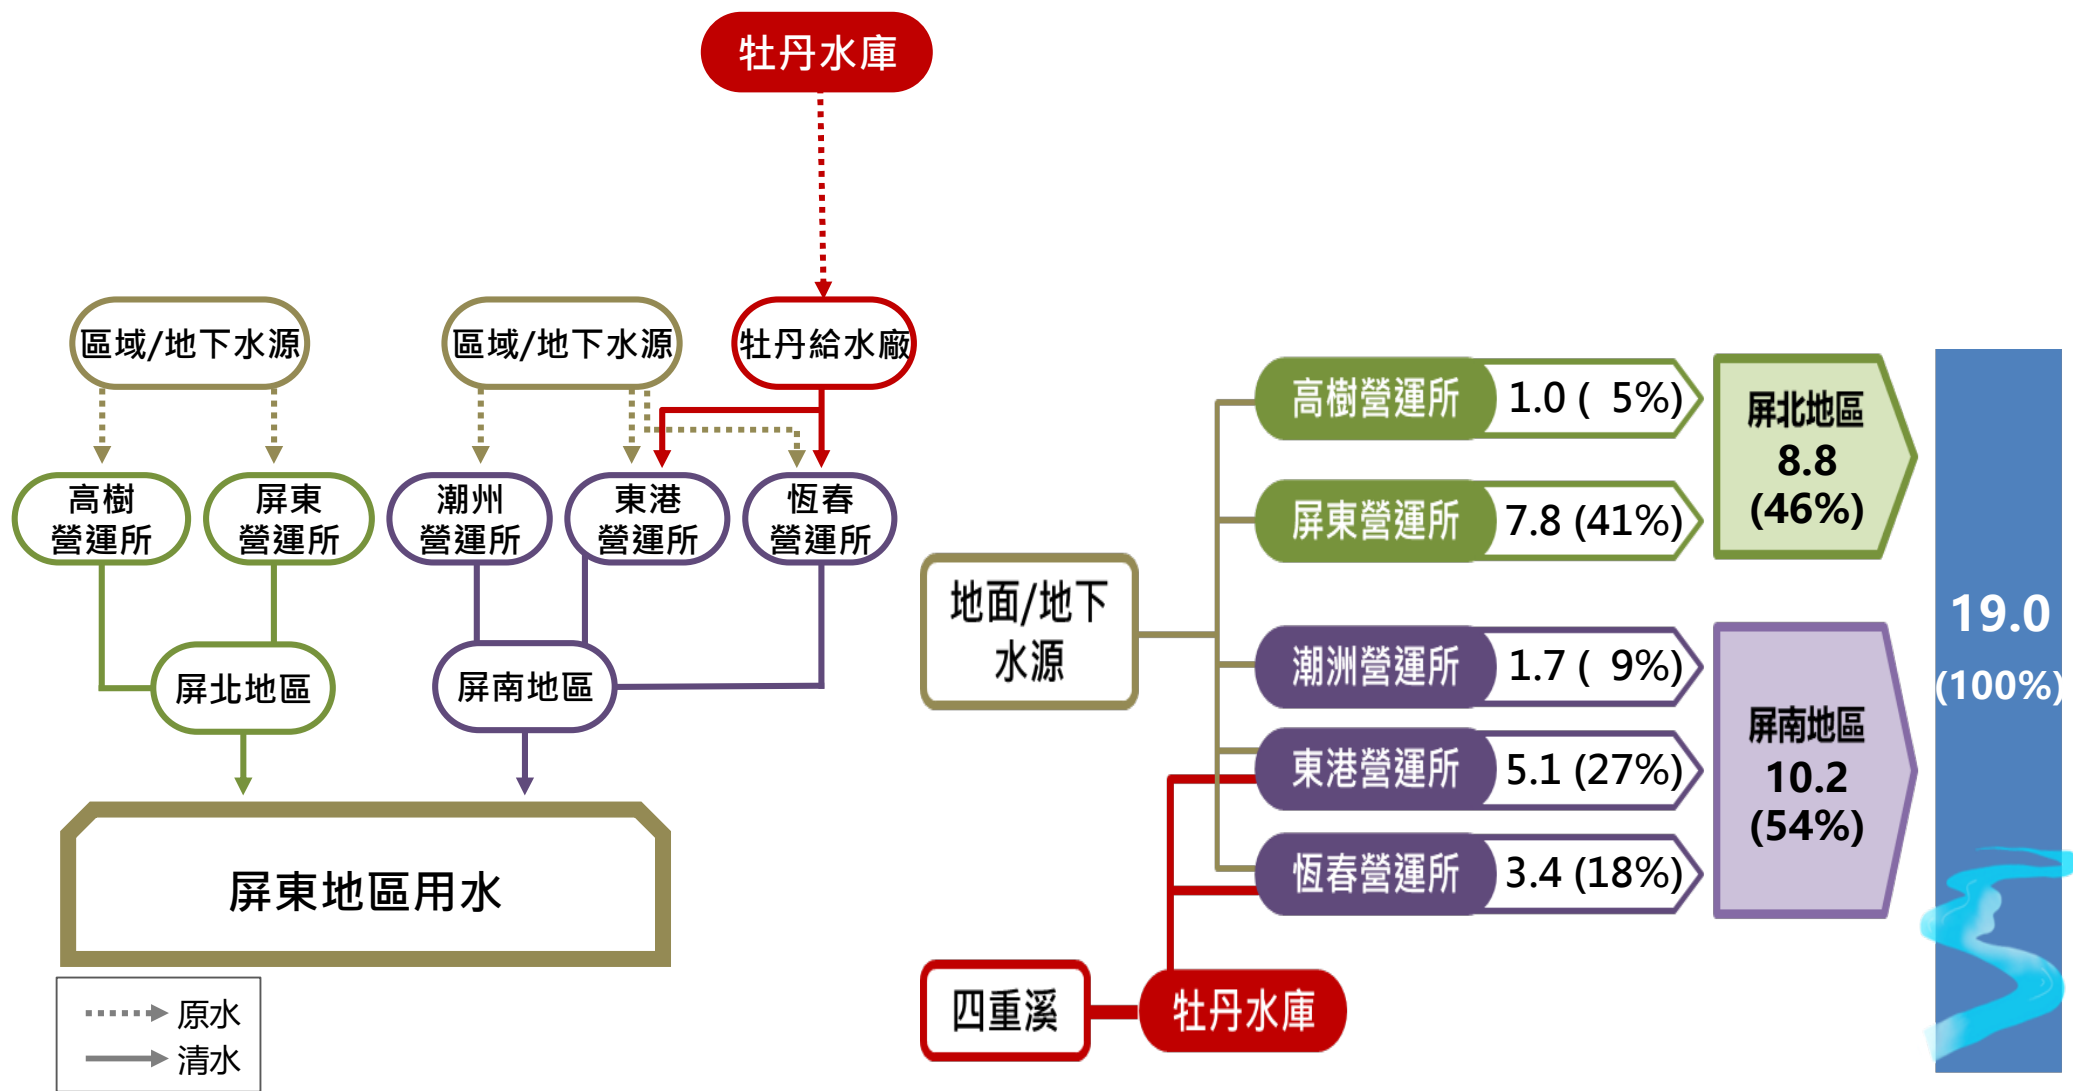 牡丹水庫
區域/地下水源
區域/地下水源
牡丹給水廠
高樹
營運所
屏東
營運所
潮州
營運所
東港
營運所
恆春
營運所
屏北地區
屏南地區
屏東地區用水
原水
清水
地面/地下
水源
高樹營運所 1.0 ( 5%)
屏東營運所 7.8 (41%)
潮洲營運所 1.7 ( 9%)
東港營運所 5.1 (27%)
恆春營運所 3.4 (18%)
四重溪
牡丹水庫
屏北地區
8.8
(46%)
屏南地區
10.2
(54%)
19.0
(100%)